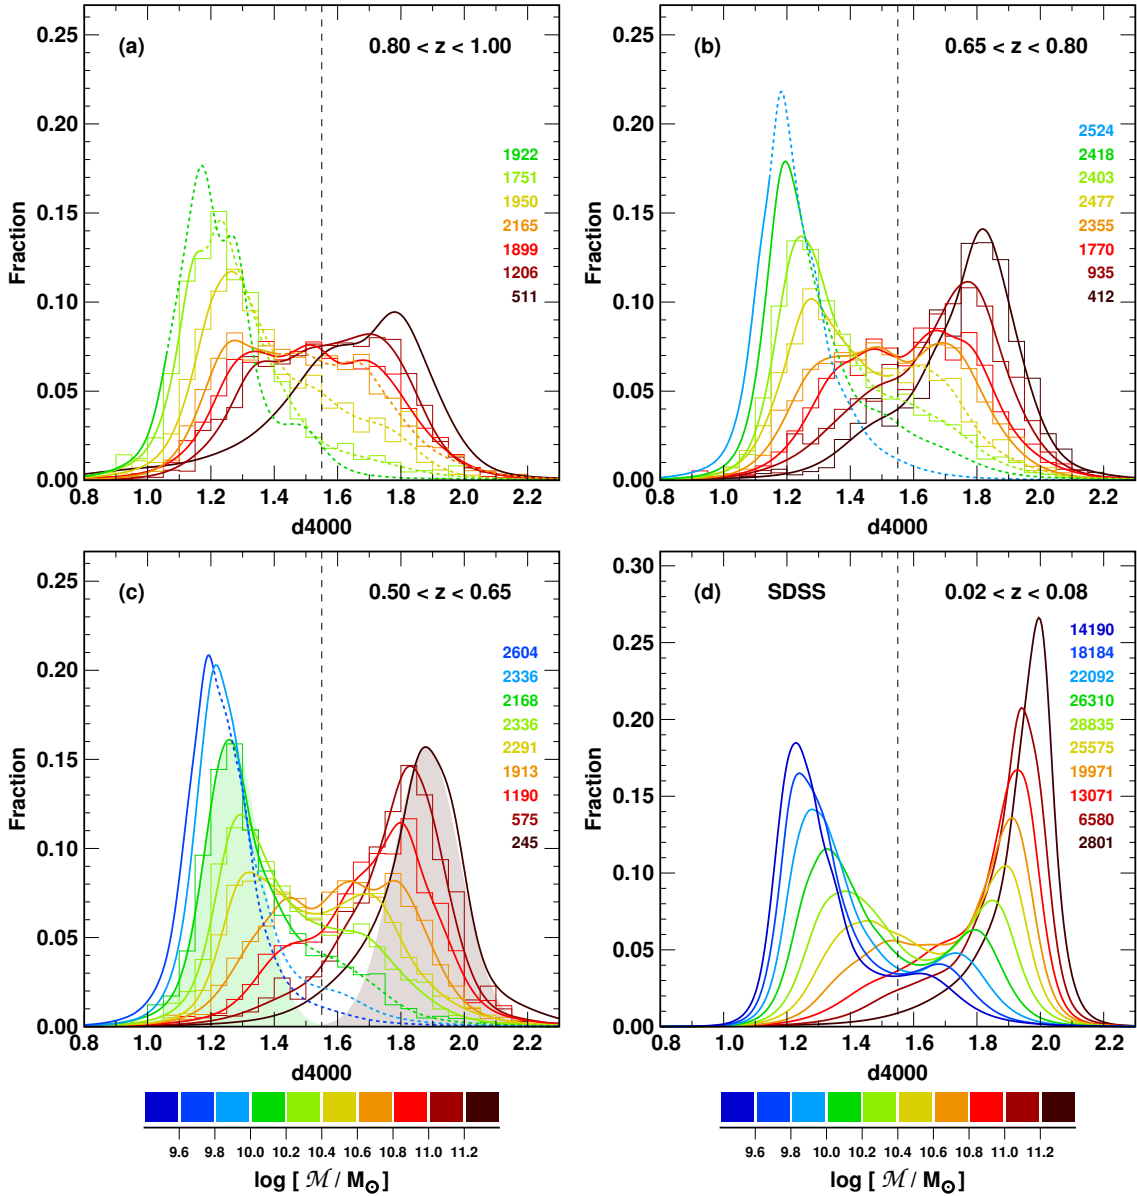 (a)
0.80 < z < 1.00
0.25
0.20
0.15
0.10
0.05
0.00
Fraction
1922
1751
1950
2165
1899
1206
511
0.8 1.0 1.2 1.4 1.6 1.8 2.0 2.2
d4000
(b)
0.65 < z < 0.80
0.25
0.20
0.15
0.10
0.05
0.00
Fraction
2524
2418
2403
2477
2355
1770
935
412
0.8 1.0 1.2 1.4 1.6 1.8 2.0 2.2
d4000
(c)
0.50 < z < 0.65
0.25
0.20
0.15
0.10
0.05
0.00
Fraction
2604
2336
2168
2336
2291
1913
1190
575
245
0.8 1.0 1.2 1.4 1.6 1.8 2.0 2.2
d4000
(d) SDSS 0.02 < z < 0.08
0.30
0.25
0.20
0.15
0.10
0.05
0.00
Fraction
14190
18184
22092
26310
28835
25575
19971
13071
6580
2801
0.8 1.0 1.2 1.4 1.6 1.8 2.0 2.2
d4000
9.6 9.8 10.0 10.2 10.4 10.6 10.8 11.0 11.2
log [ ℳ / M⊙ ]
9.6 9.8 10.0 10.2 10.4 10.6 10.8 11.0 11.2
log [ ℳ / M⊙ ]